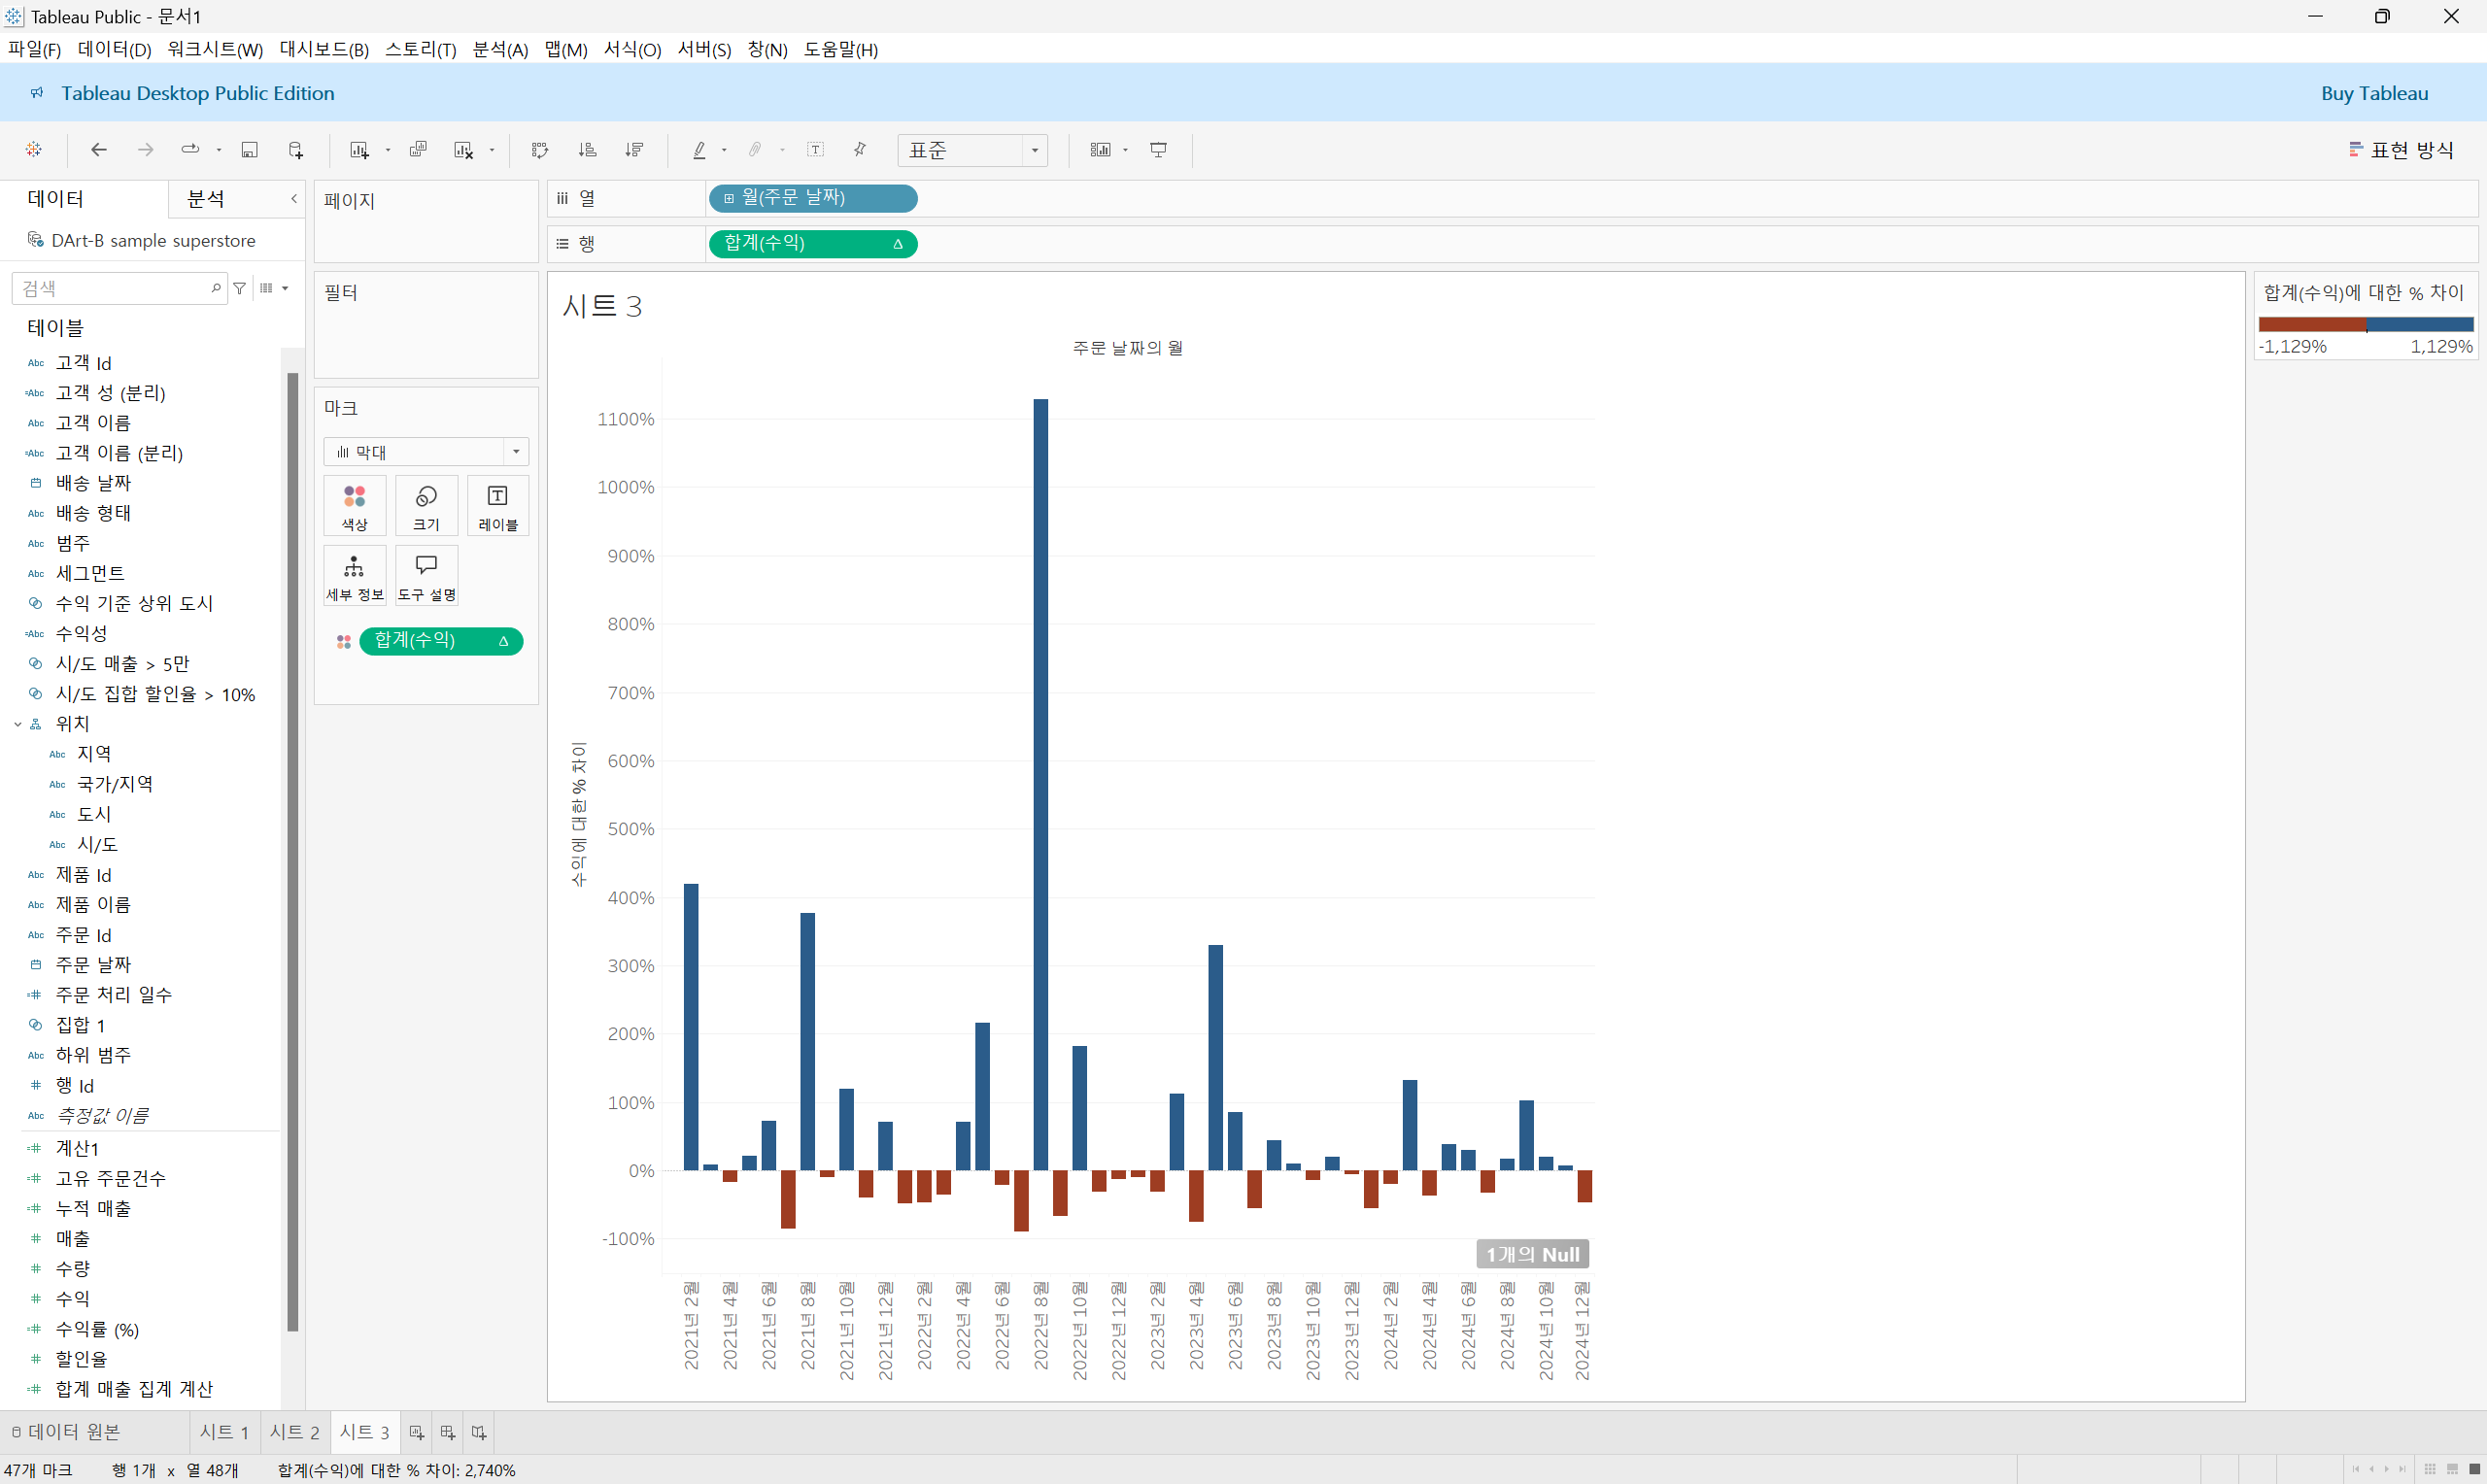 Tableau Public - 문서1
파일(F) 데이터(D) 워크시트(W) 대시보드(B) 스토리(T) 분석(A) 맵(M) 서식(O) 서버(S) 창(N) 도움말(H)
Tableau Desktop Public Edition
Buy Tableau
표준
표현 방식
데이터
분석
DArt-B sample superstore
검색
테이블
Abc 고객 Id
=Abc 고객 성 (분리)
Abc 고객 이름
=Abc 고객 이름 (분리)
배송 날짜
Abc 배송 형태
Abc 범주
Abc 세그먼트
수익 기준 상위 도시
=Abc 수익성
시/도 매출 > 5만
시/도 집합 할인율 > 10%
위치
Abc 지역
Abc 국가/지역
Abc 도시
Abc 시/도
Abc 제품 Id
Abc 제품 이름
Abc 주문 Id
주문 날짜
=# 주문 처리 일수
집합 1
Abc 하위 범주
# 행 Id
Abc 측정값 이름
=# 계산1
=# 고유 주문건수
=# 누적 매출
# 매출
# 수량
# 수익
=# 수익률 (%)
# 할인율
=# 합계 매출 집계 계산
페이지
필터
마크
막대
색상
크기
레이블
세부 정보
도구 설명
합계(수익) Δ
iii 열
월(주문 날짜)
행
합계(수익) Δ
시트 3
주문 날짜의 월
수익에 대한 % 차이
1100%
1000%
900%
800%
700%
600%
500%
400%
300%
200%
100%
0%
-100%
1개의 Null
2021년 2월
2021년 4월
2021년 6월
2021년 8월
2021년 10월
2021년 12월
2022년 2월
2022년 4월
2022년 6월
2022년 8월
2022년 10월
2022년 12월
2023년 2월
2023년 4월
2023년 6월
2023년 8월
2023년 10월
2023년 12월
2024년 2월
2024년 4월
2024년 6월
2024년 8월
2024년 10월
2024년 12월
합계(수익)에 대한 % 차이
-1,129% 1,129%
데이터 원본
시트 1
시트 2
시트 3
47개 마크 행 1개 x 열 48개 합계(수익)에 대한 % 차이: 2,740%